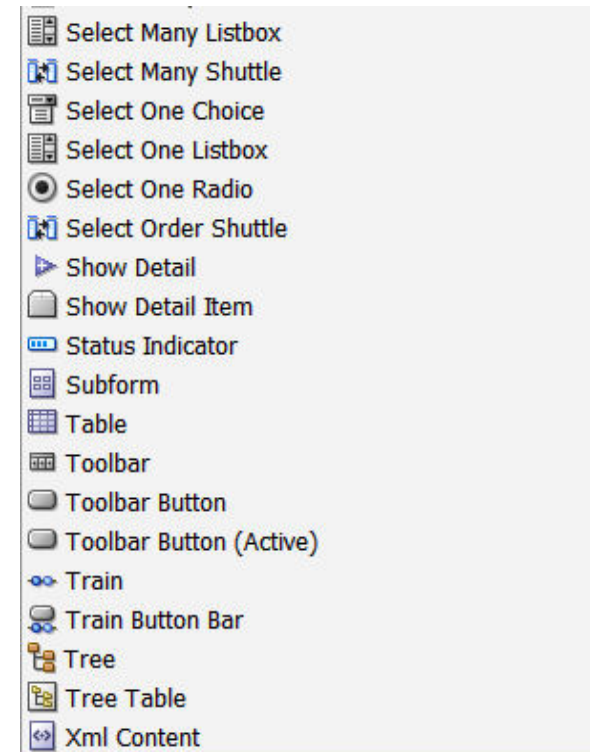 Select Many Listbox
Select Many Shuttle
Select One Choice
Select One Listbox
Select One Radio
Select Order Shuttle
Show Detail
Show Detail Item
Status Indicator
Subform
Table
Toolbar
Toolbar Button
Toolbar Button (Active)
Train
Train Button Bar
Tree
Tree Table
Xml Content